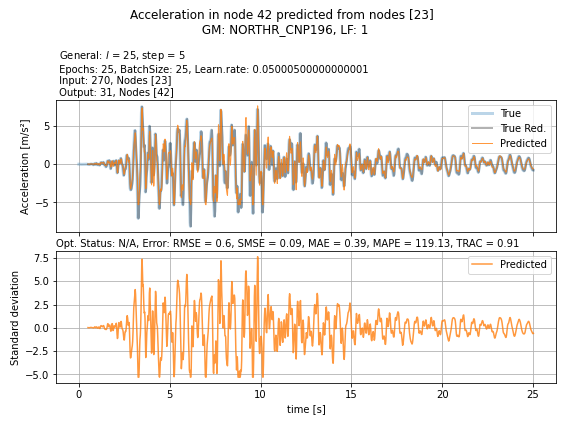 Acceleration in node 42 predicted from nodes [23]
GM: NORTHR_CNP196, LF: 1
General: l = 25, step = 5
Epochs: 25, BatchSize: 25, Learn.rate: 0.05000500000000001
Input: 270, Nodes [23]
Output: 31, Nodes [42]
True
True Red.
Predicted
Acceleration [m/s²]
5
0
−5
Opt. Status: N/A, Error: RMSE = 0.6, SMSE = 0.09, MAE = 0.39, MAPE = 119.13, TRAC = 0.91
Predicted
Standard deviation
7.5
5.0
2.5
0.0
−2.5
−5.0
0 5 10 15 20 25
time [s]